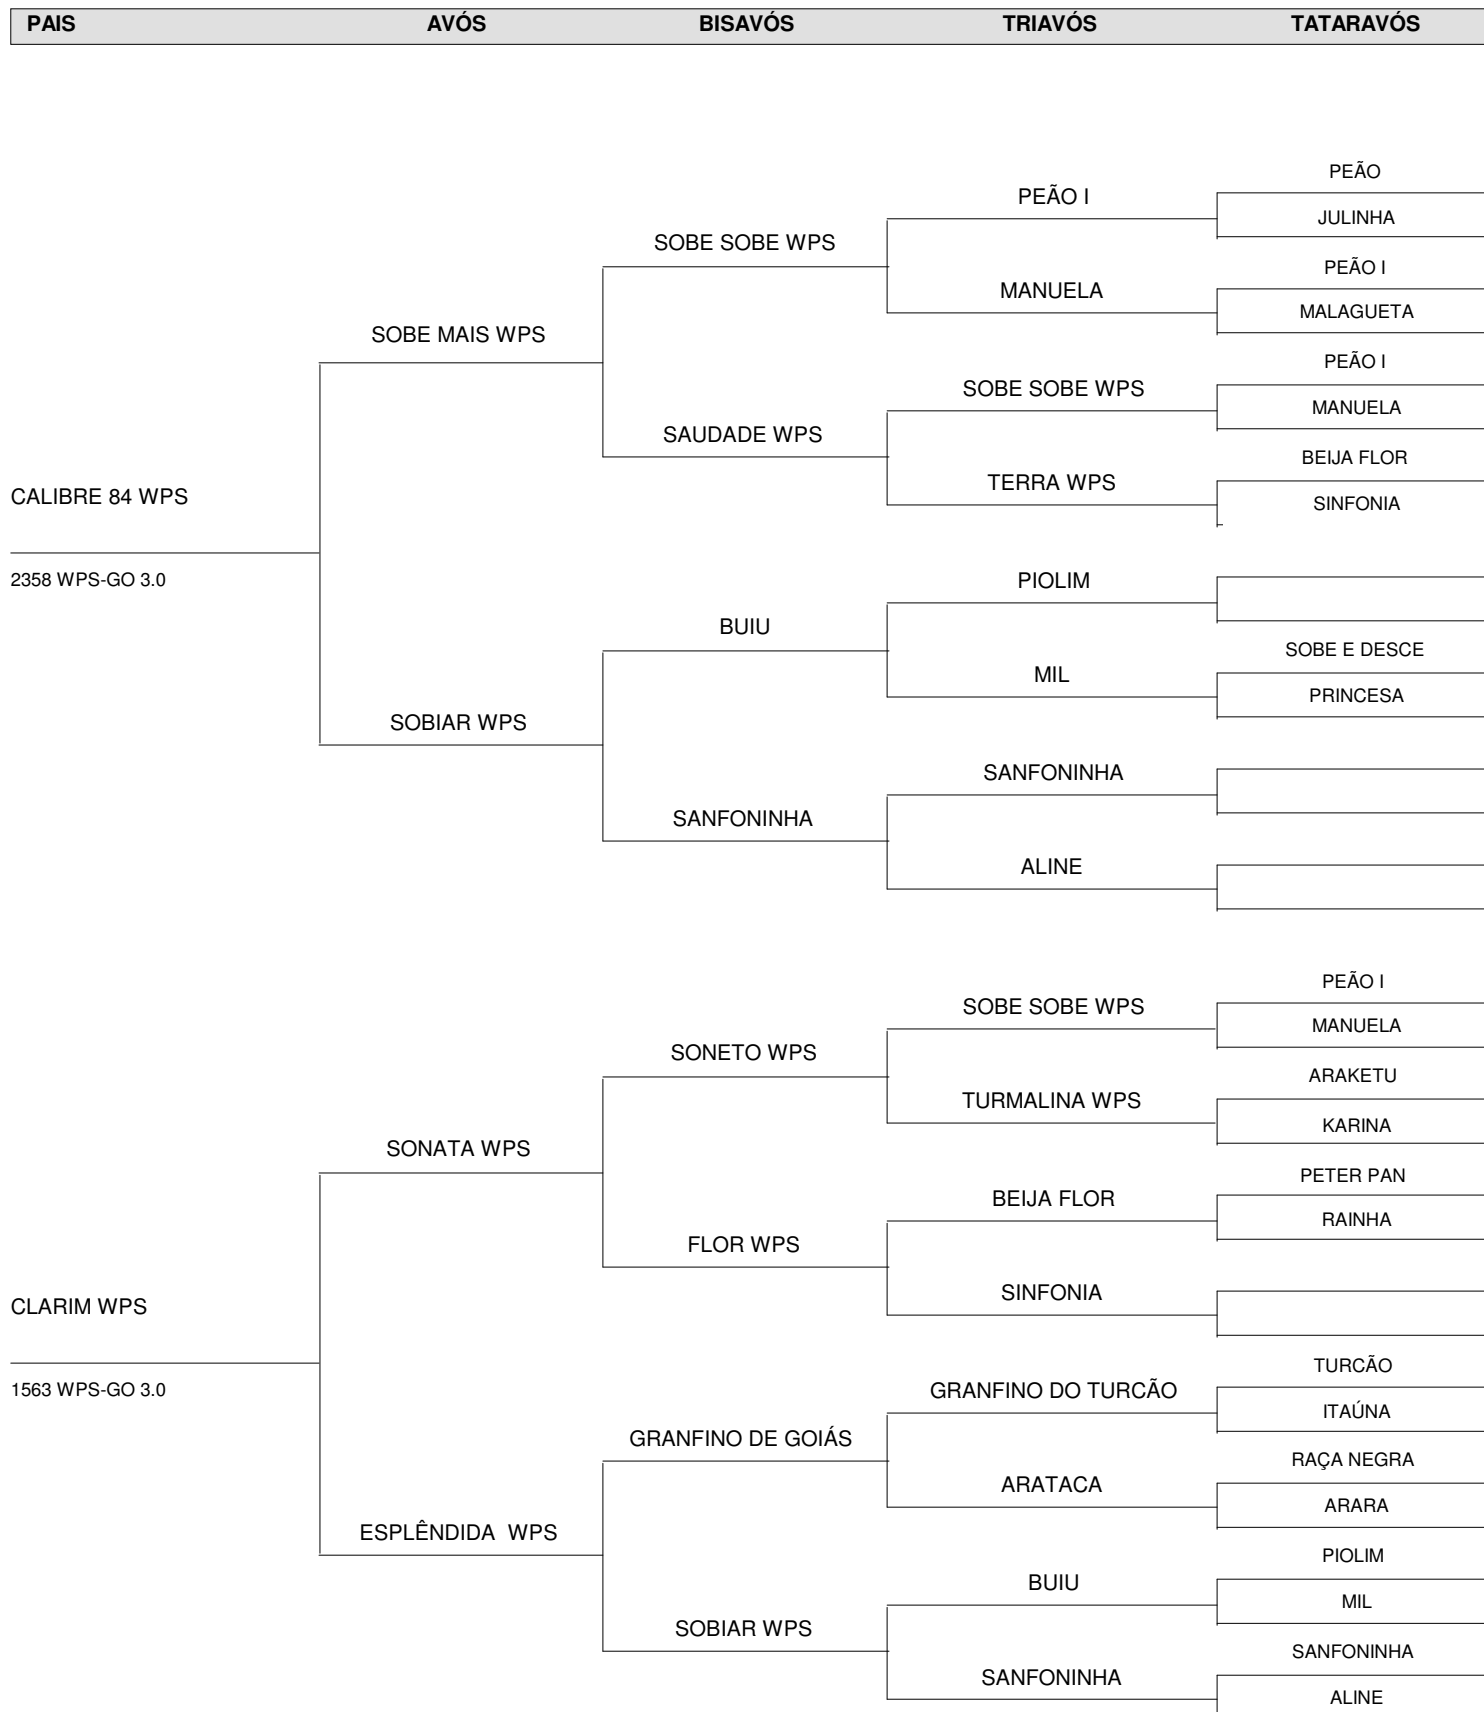 PAIS AVÓS BISAVÓS TRIAVÓS TATARAVÓS
PEÃO
PEÃO I
JULINHA
SOBE SOBE WPS
PEÃO I
MANUELA
MALAGUETA
SOBE MAIS WPS
PEÃO I
SOBE SOBE WPS
MANUELA
SAUDADE WPS
BEIJA FLOR
TERRA WPS
SINFONIA
CALIBRE 84 WPS
2358 WPS-GO 3.0
PIOLIM
BUIU
SOBE E DESCE
MIL
PRINCESA
SOBIAR WPS
SANFONINHA
SANFONINHA
ALINE
PEÃO I
SOBE SOBE WPS
MANUELA
SONETO WPS
ARAKETU
TURMALINA WPS
KARINA
SONATA WPS
PETER PAN
BEIJA FLOR
RAINHA
FLOR WPS
SINFONIA
CLARIM WPS
1563 WPS-GO 3.0
TURCÃO
GRANFINO DO TURCÃO
ITAÚNA
GRANFINO DE GOIÁS
RAÇA NEGRA
ARATACA
ARARA
ESPLÊNDIDA WPS
PIOLIM
BUIU
MIL
SOBIAR WPS
SANFONINHA
SANFONINHA
ALINE